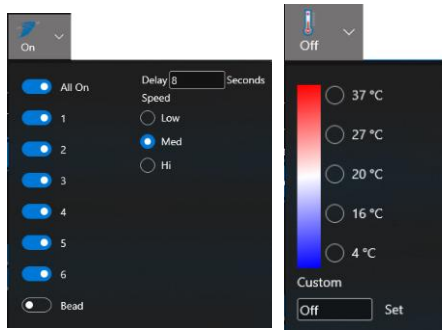 On
All On
Delay 8 Seconds
Speed
1
Low
2
Med
3
Hi
4
5
6
Bead
Off
37 °C
27 °C
20 °C
16 °C
4 °C
Custom
Off Set